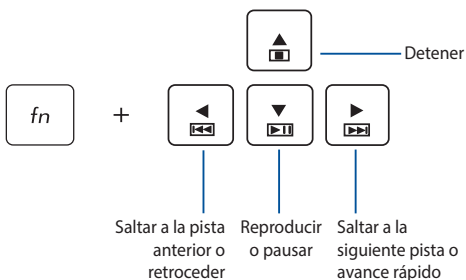 Detener
fn +
Saltar a la pista
anterior o
retroceder
Reproducir
o pausar
Saltar a la
siguiente pista o
avance rápido